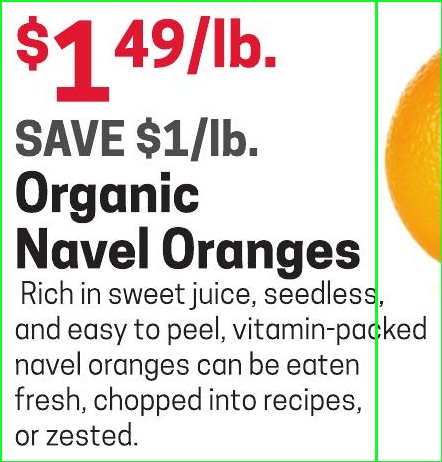 $1 49/lb.
SAVE $1/lb.
Organic
Navel Oranges
Rich in sweet juice, seedless,
and easy to peel, vitamin-packed
navel oranges can be eaten
fresh, chopped into recipes,
or zested.